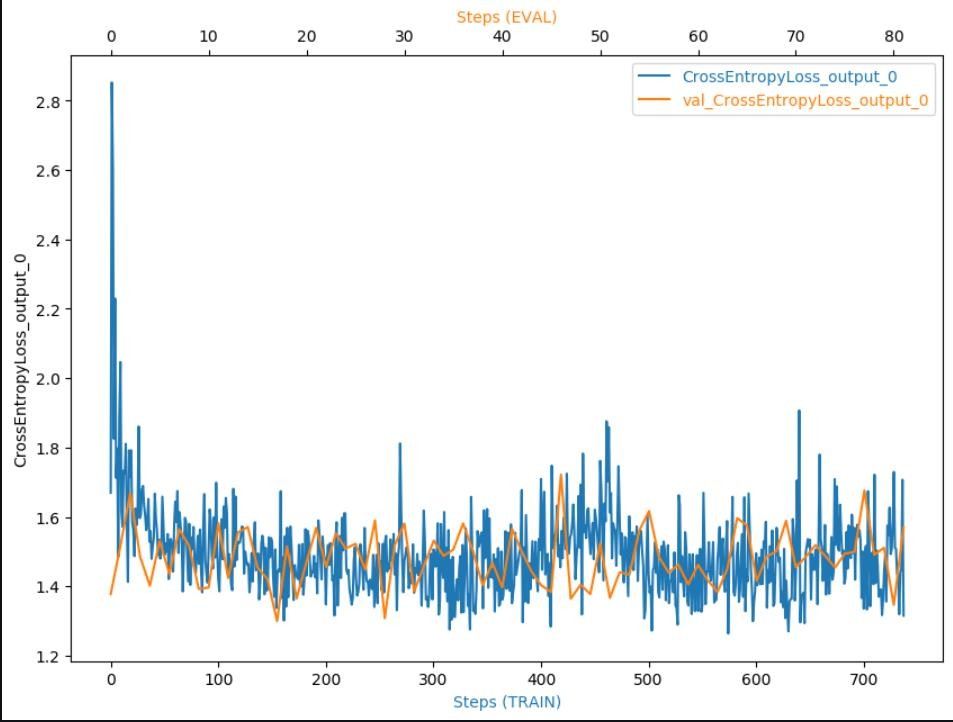 Steps (EVAL)
0 10 20 30 40 50 60 70 80
CrossEntropyLoss_output_0
val_CrossEntropyLoss_output_0
CrossEntropyLoss_output_0
2.8
2.6
2.4
2.2
2.0
1.8
1.6
1.4
1.2
0 100 200 300 400 500 600 700
Steps (TRAIN)